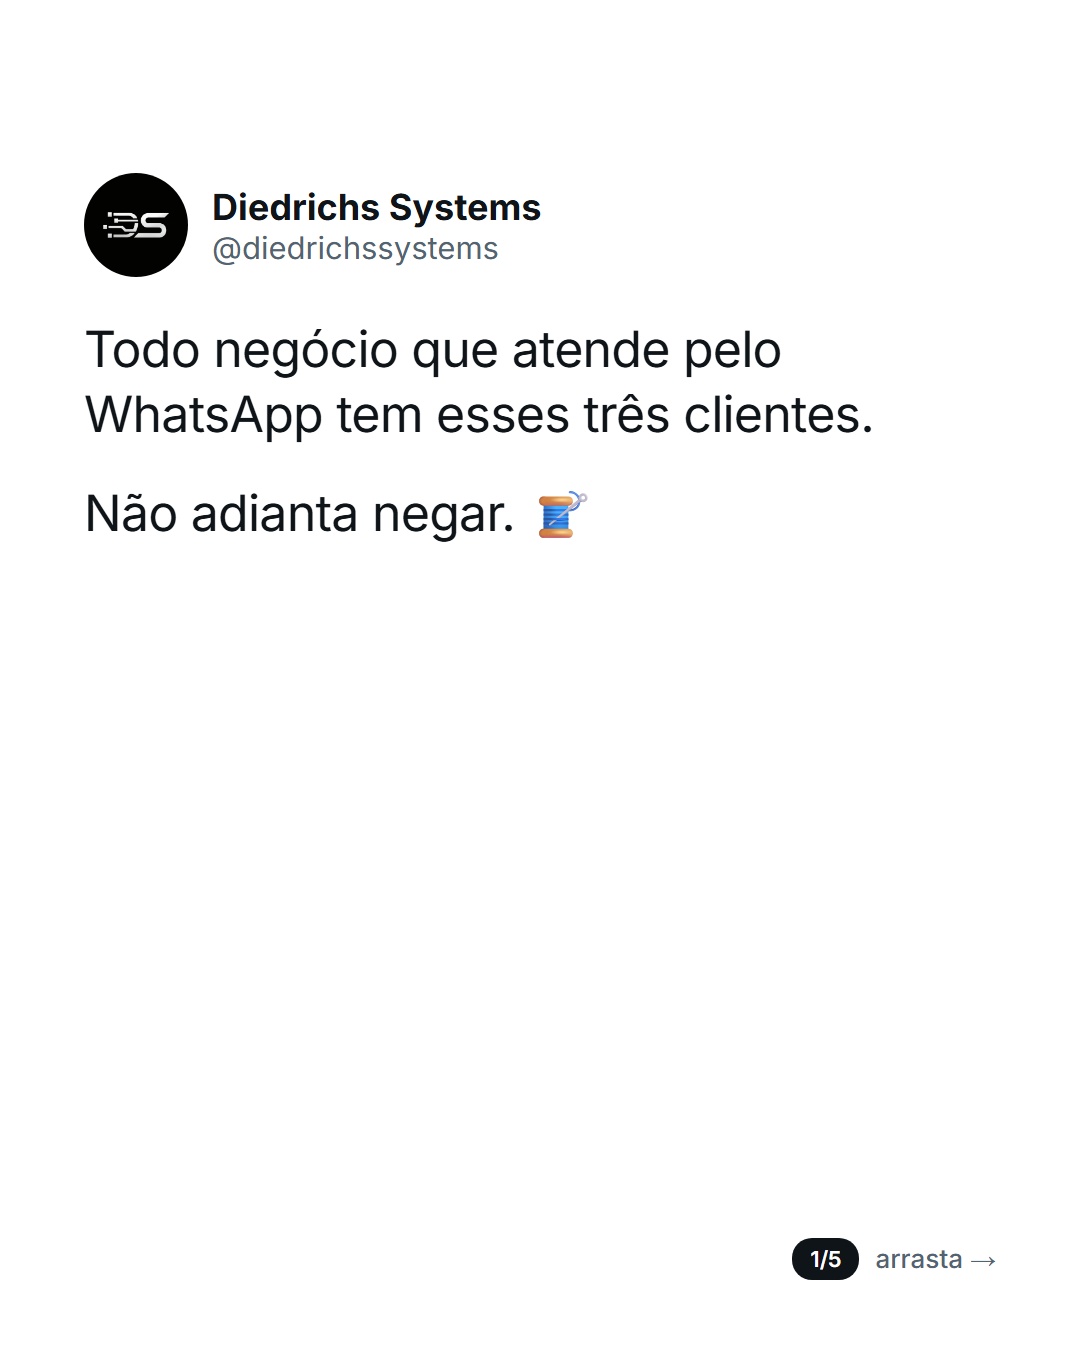 DS
Diedrichs Systems
@diedrichssystems
Todo negócio que atende pelo
WhatsApp tem esses três clientes.
Não adianta negar. 🧵
1/5 arrasta →